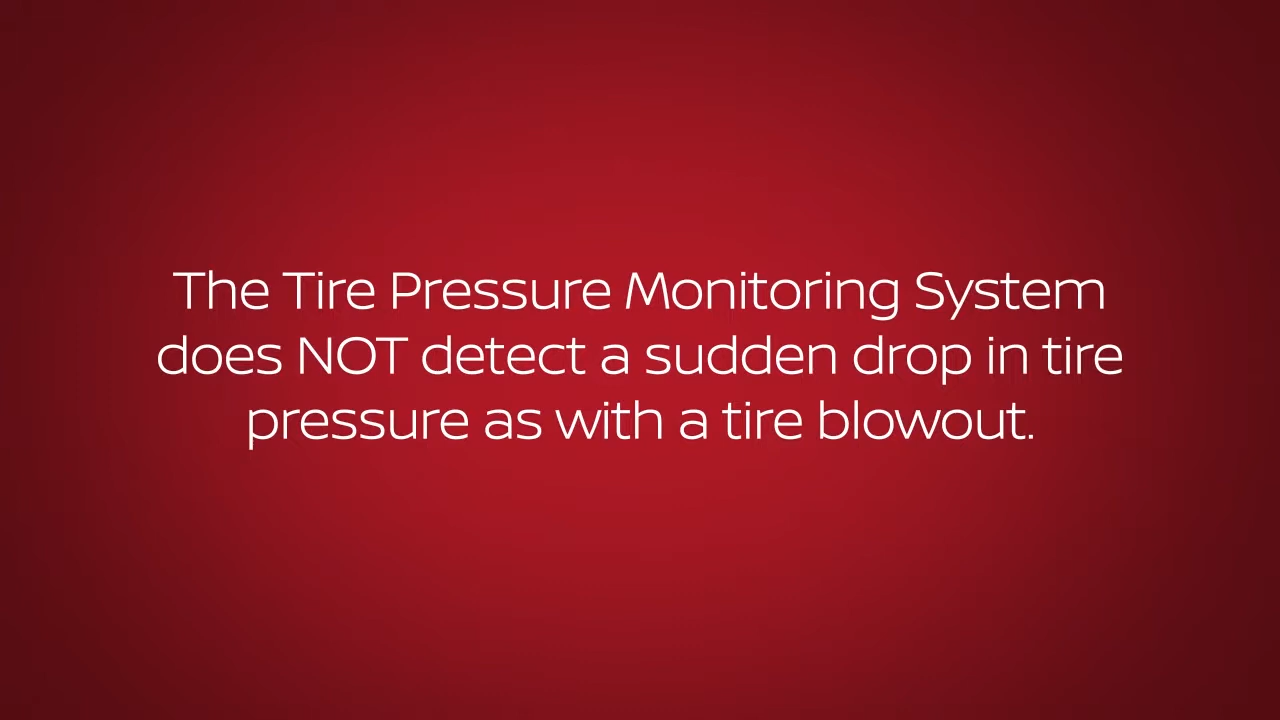 The Tire Pressure Monitoring System
does NOT detect a sudden drop in tire
pressure as with a tire blowout.